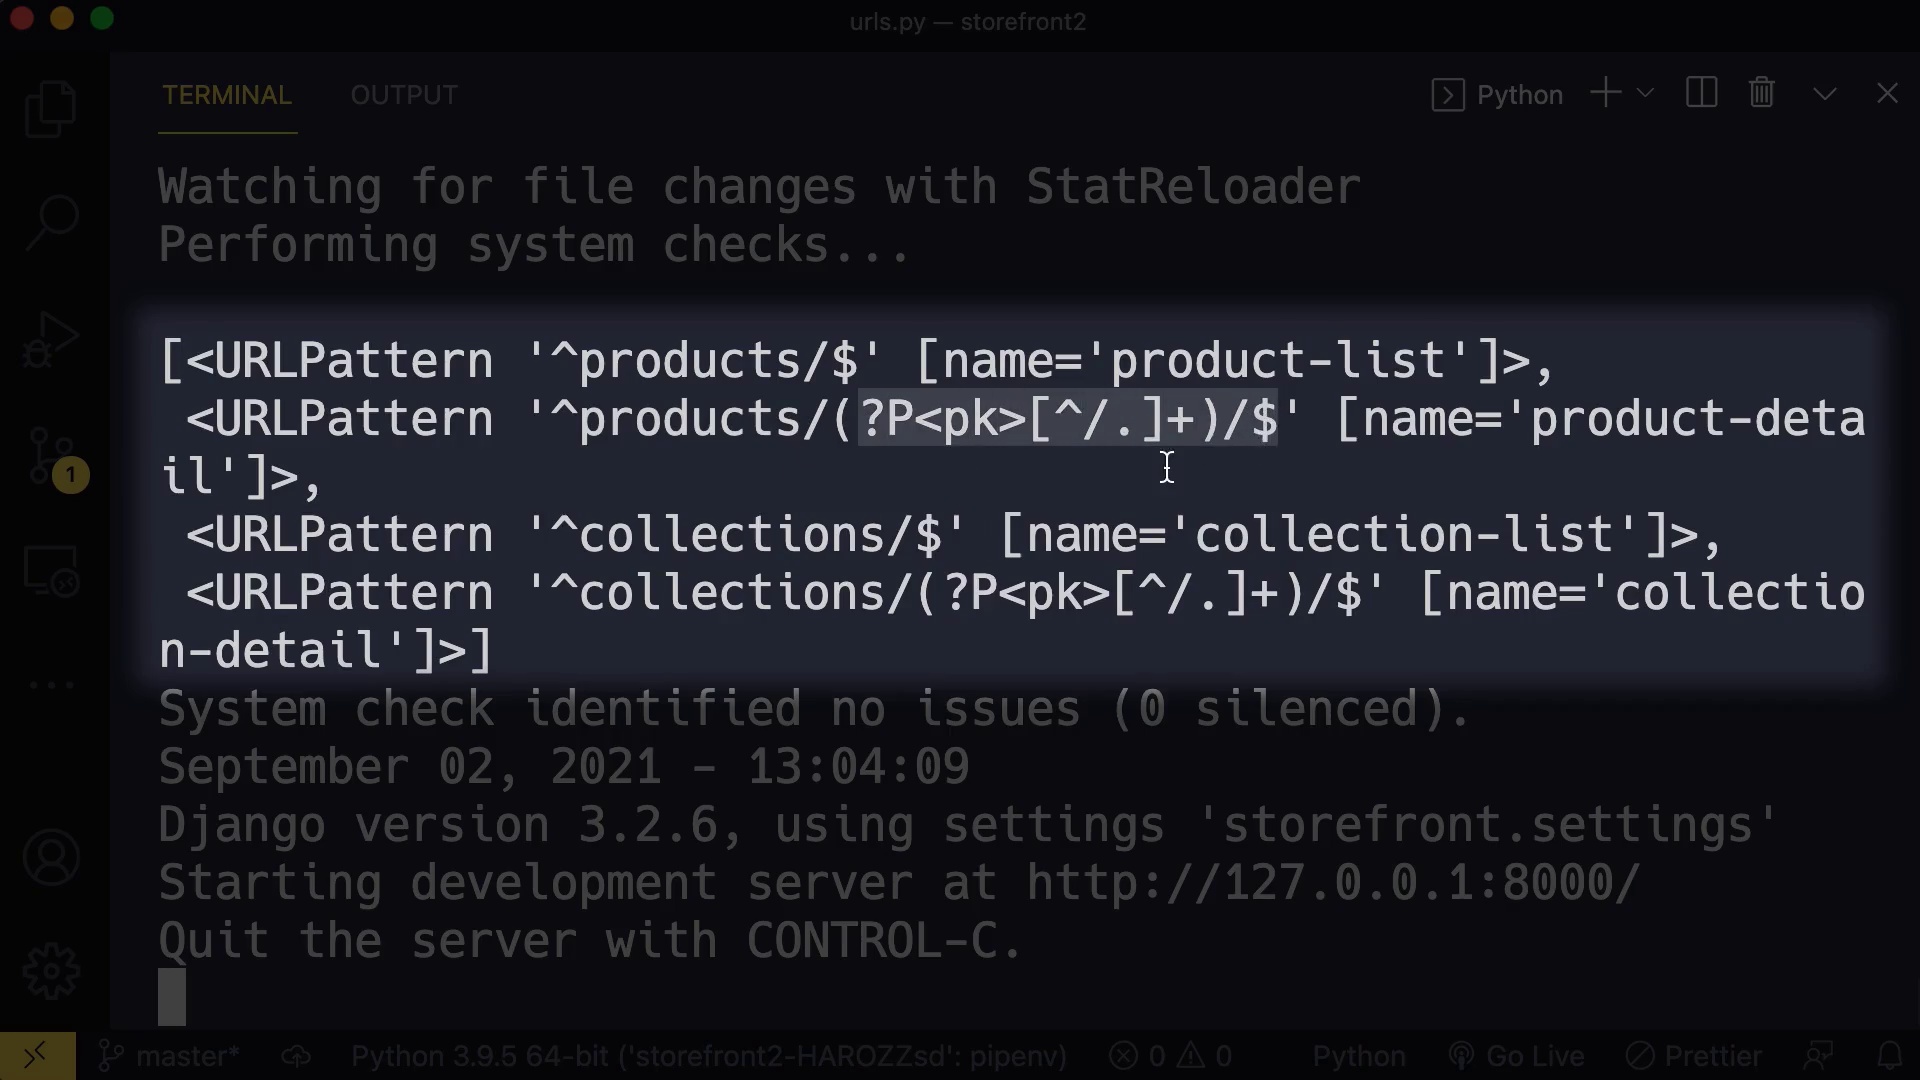 urls.py — storefront2
TERMINAL OUTPUT Python
Watching for file changes with StatReloader
Performing system checks...
[<URLPattern '^products/$' [name='product-list']>,
<URLPattern '^products/(?P<pk>[^/.]+)/$' [name='product-deta
il']>,
<URLPattern '^collections/$' [name='collection-list']>,
<URLPattern '^collections/(?P<pk>[^/.]+)/$' [name='collectio
n-detail']>]
System check identified no issues (0 silenced).
September 02, 2021 - 13:04:09
Django version 3.2.6, using settings 'storefront.settings'
Starting development server at http://127.0.0.1:8000/
Quit the server with CONTROL-C.
1
master* Python 3.9.5 64-bit ('storefront2-HAROZZsd': pipenv) 0 0 Python Go Live Prettier